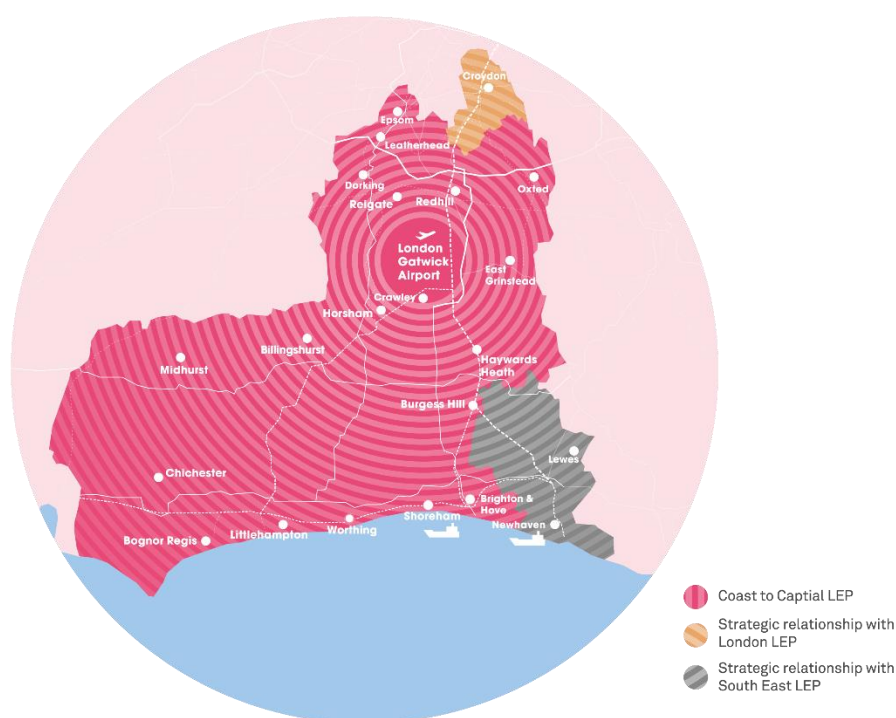 Croydon
Epsom
Leatherhead
Dorking
Oxted
Reigate
Redhill
London
Gatwick
Airport
East
Grinstead
Crawley
Horsham
Billingshurst
Midhurst
Haywards
Heath
Burgess Hill
Lewes
Chichester
Brighton &
Hove
Shoreham
Newhaven
Worthing
Littlehampton
Bognor Regis
Coast to Captial LEP
Strategic relationship with
London LEP
Strategic relationship with
South East LEP